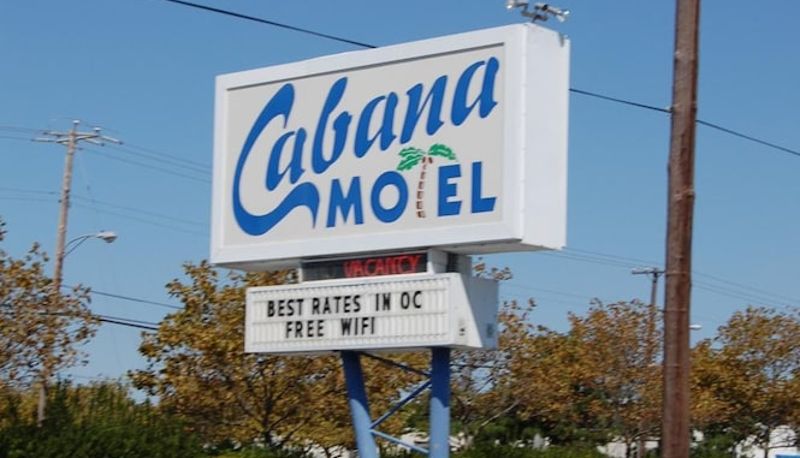 Cabana
MOTEL
VACANCY
BEST RATES IN OC
FREE WIFI